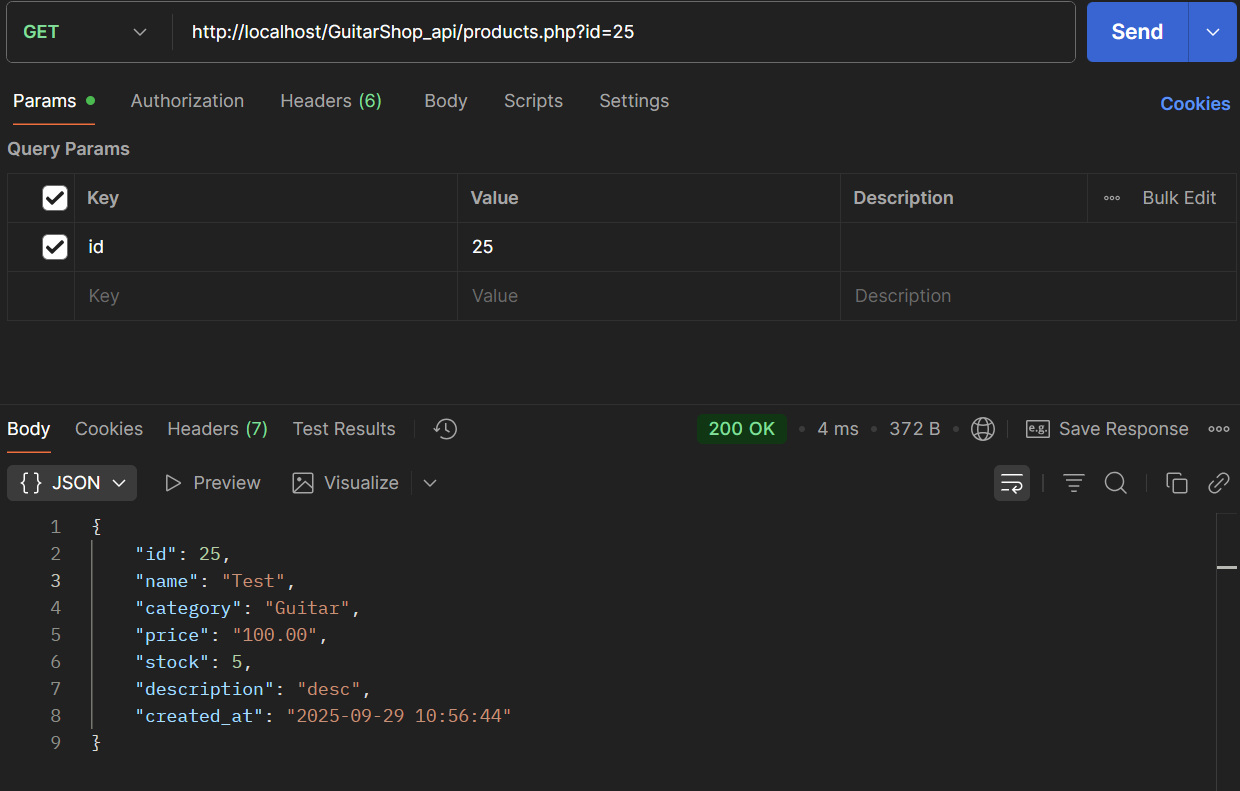 GET http://localhost/GuitarShop_api/products.php?id=25 Send
Params Authorization Headers (6) Body Scripts Settings Cookies
Query Params
Key Value Description Bulk Edit
id 25
Key Value Description
Body Cookies Headers (7) Test Results 200 OK 4 ms 372 B e.g. Save Response
{} JSON Preview Visualize
1 {
2 "id": 25,
3 "name": "Test",
4 "category": "Guitar",
5 "price": "100.00",
6 "stock": 5,
7 "description": "desc",
8 "created_at": "2025-09-29 10:56:44"
9 }